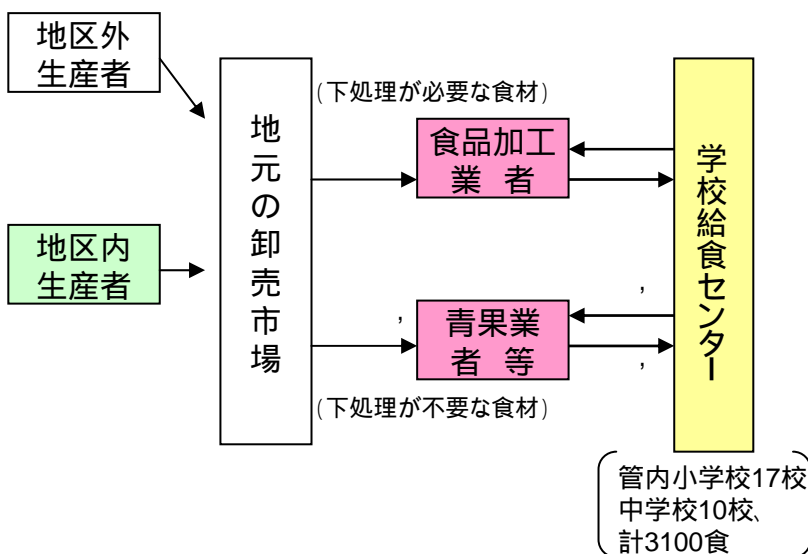 地区外
生産者
(下処理が必要な食材)
地元の卸売市場
食品加工
業 者
学校給食センター
地区内
生産者
,
,
青果業
者 等
,
(下処理が不要な食材)
管内小学校17校
中学校10校、
計3100食